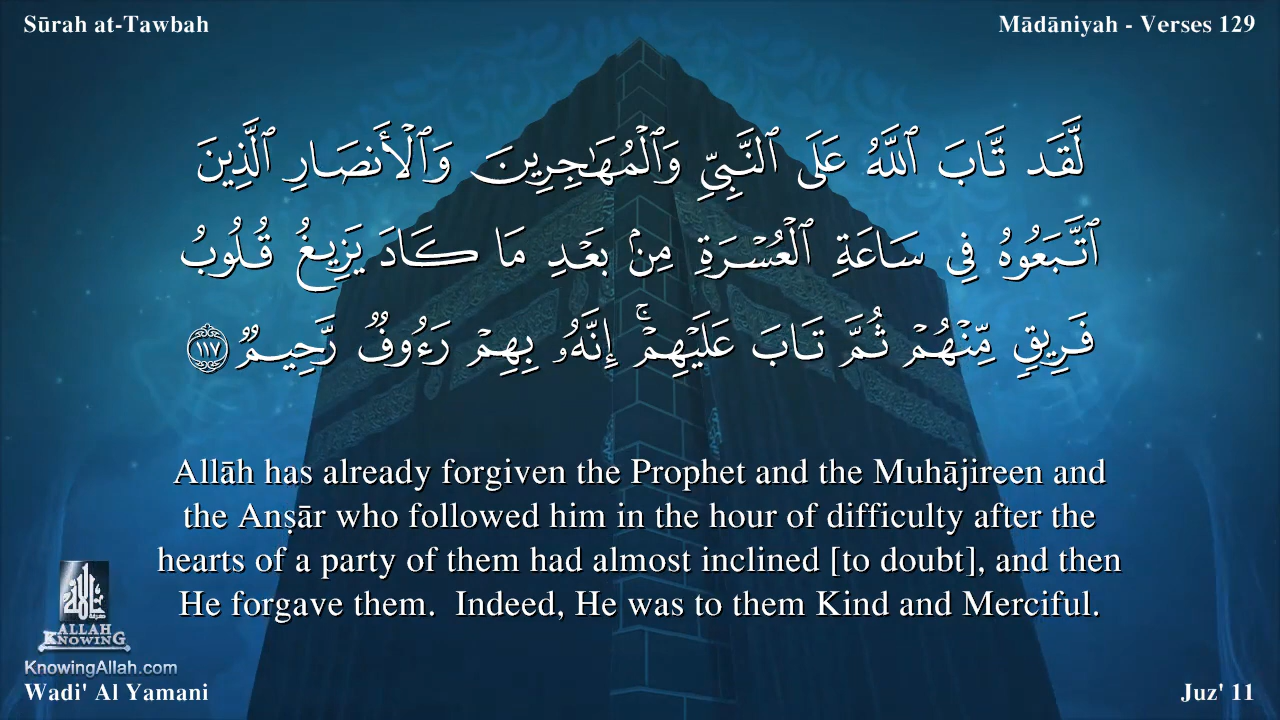 Sūrah at-Tawbah
Mādāniyah - Verses 129
لَّقَد تَّابَ ٱللَّهُ عَلَى ٱلنَّبِىِّ وَٱلْمُهَـٰجِرِينَ وَٱلْأَنصَارِ ٱلَّذِينَ
ٱتَّبَعُوهُ فِى سَاعَةِ ٱلْعُسْرَةِ مِنۢ بَعْدِ مَا كَادَ يَزِيغُ قُلُوبُ
فَرِيقٍ مِّنْهُمْ ثُمَّ تَابَ عَلَيْهِمْ ۚ إِنَّهُۥ بِهِمْ رَءُوفٌ رَّحِيمٌ ١١٧
Allāh has already forgiven the Prophet and the Muhājireen and
the Anṣār who followed him in the hour of difficulty after the
hearts of a party of them had almost inclined [to doubt], and then
He forgave them.  Indeed, He was to them Kind and Merciful.
ALLAH
KNOWING
KnowingAllah.com
Wadi' Al Yamani
Juz' 11